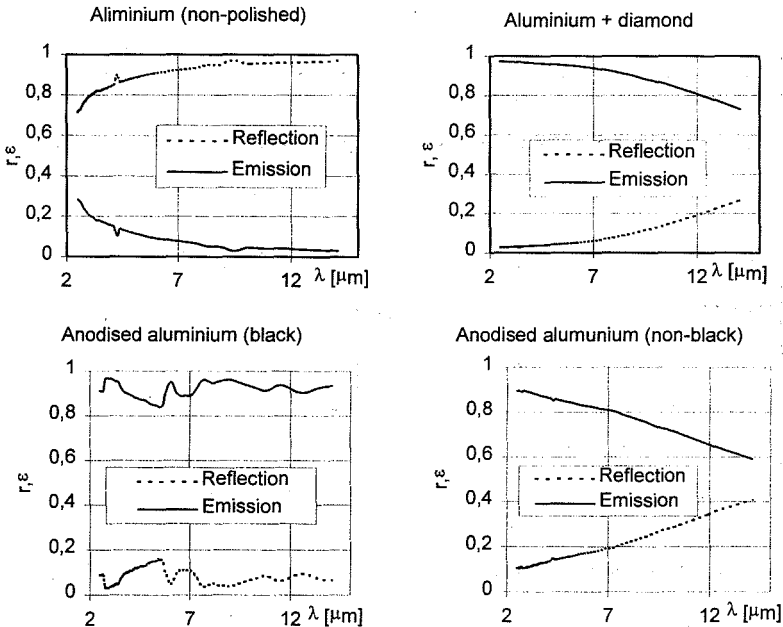 Aliminium (non-polished)
1
0,8
0,6
0,4
0,2
0
r,ε
Reflection
Emission
2
7
12
λ [μm]
Aluminium + diamond
1
0,8
0,6
0,4
0,2
0
r, ε
Reflection
Emission
2
7
12
λ [μm]
Anodised aluminium (black)
1
0,8
0,6
0,4
0,2
0
r,ε
Reflection
Emission
2
7
12
λ [μm]
Anodised alumunium (non-black)
1
0,8
0,6
0,4
0,2
0
r,ε
Reflection
Emission
2
7
12
λ [μm]